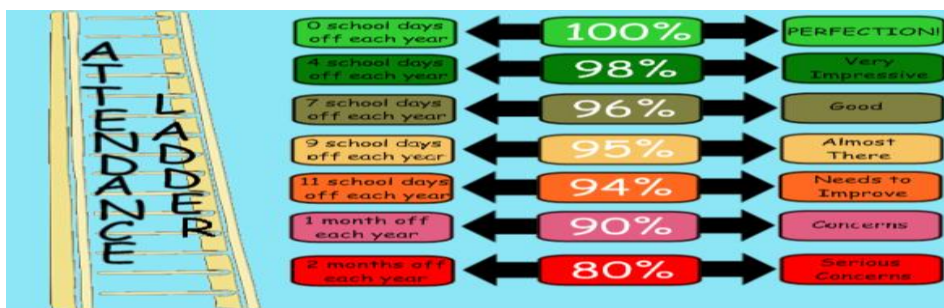 ATTENDANCE
LADDER
0 school days
off each year
100%
PERFECTION!
4 school days
off each year
98%
Very
Impressive
7 school days
off each year
96%
Good
9 school days
off each year
95%
Almost
There
11 school days
off each year
94%
Needs to
Improve
1 month off
each year
90%
Concerns
2 months off
each year
80%
Serious
Concerns